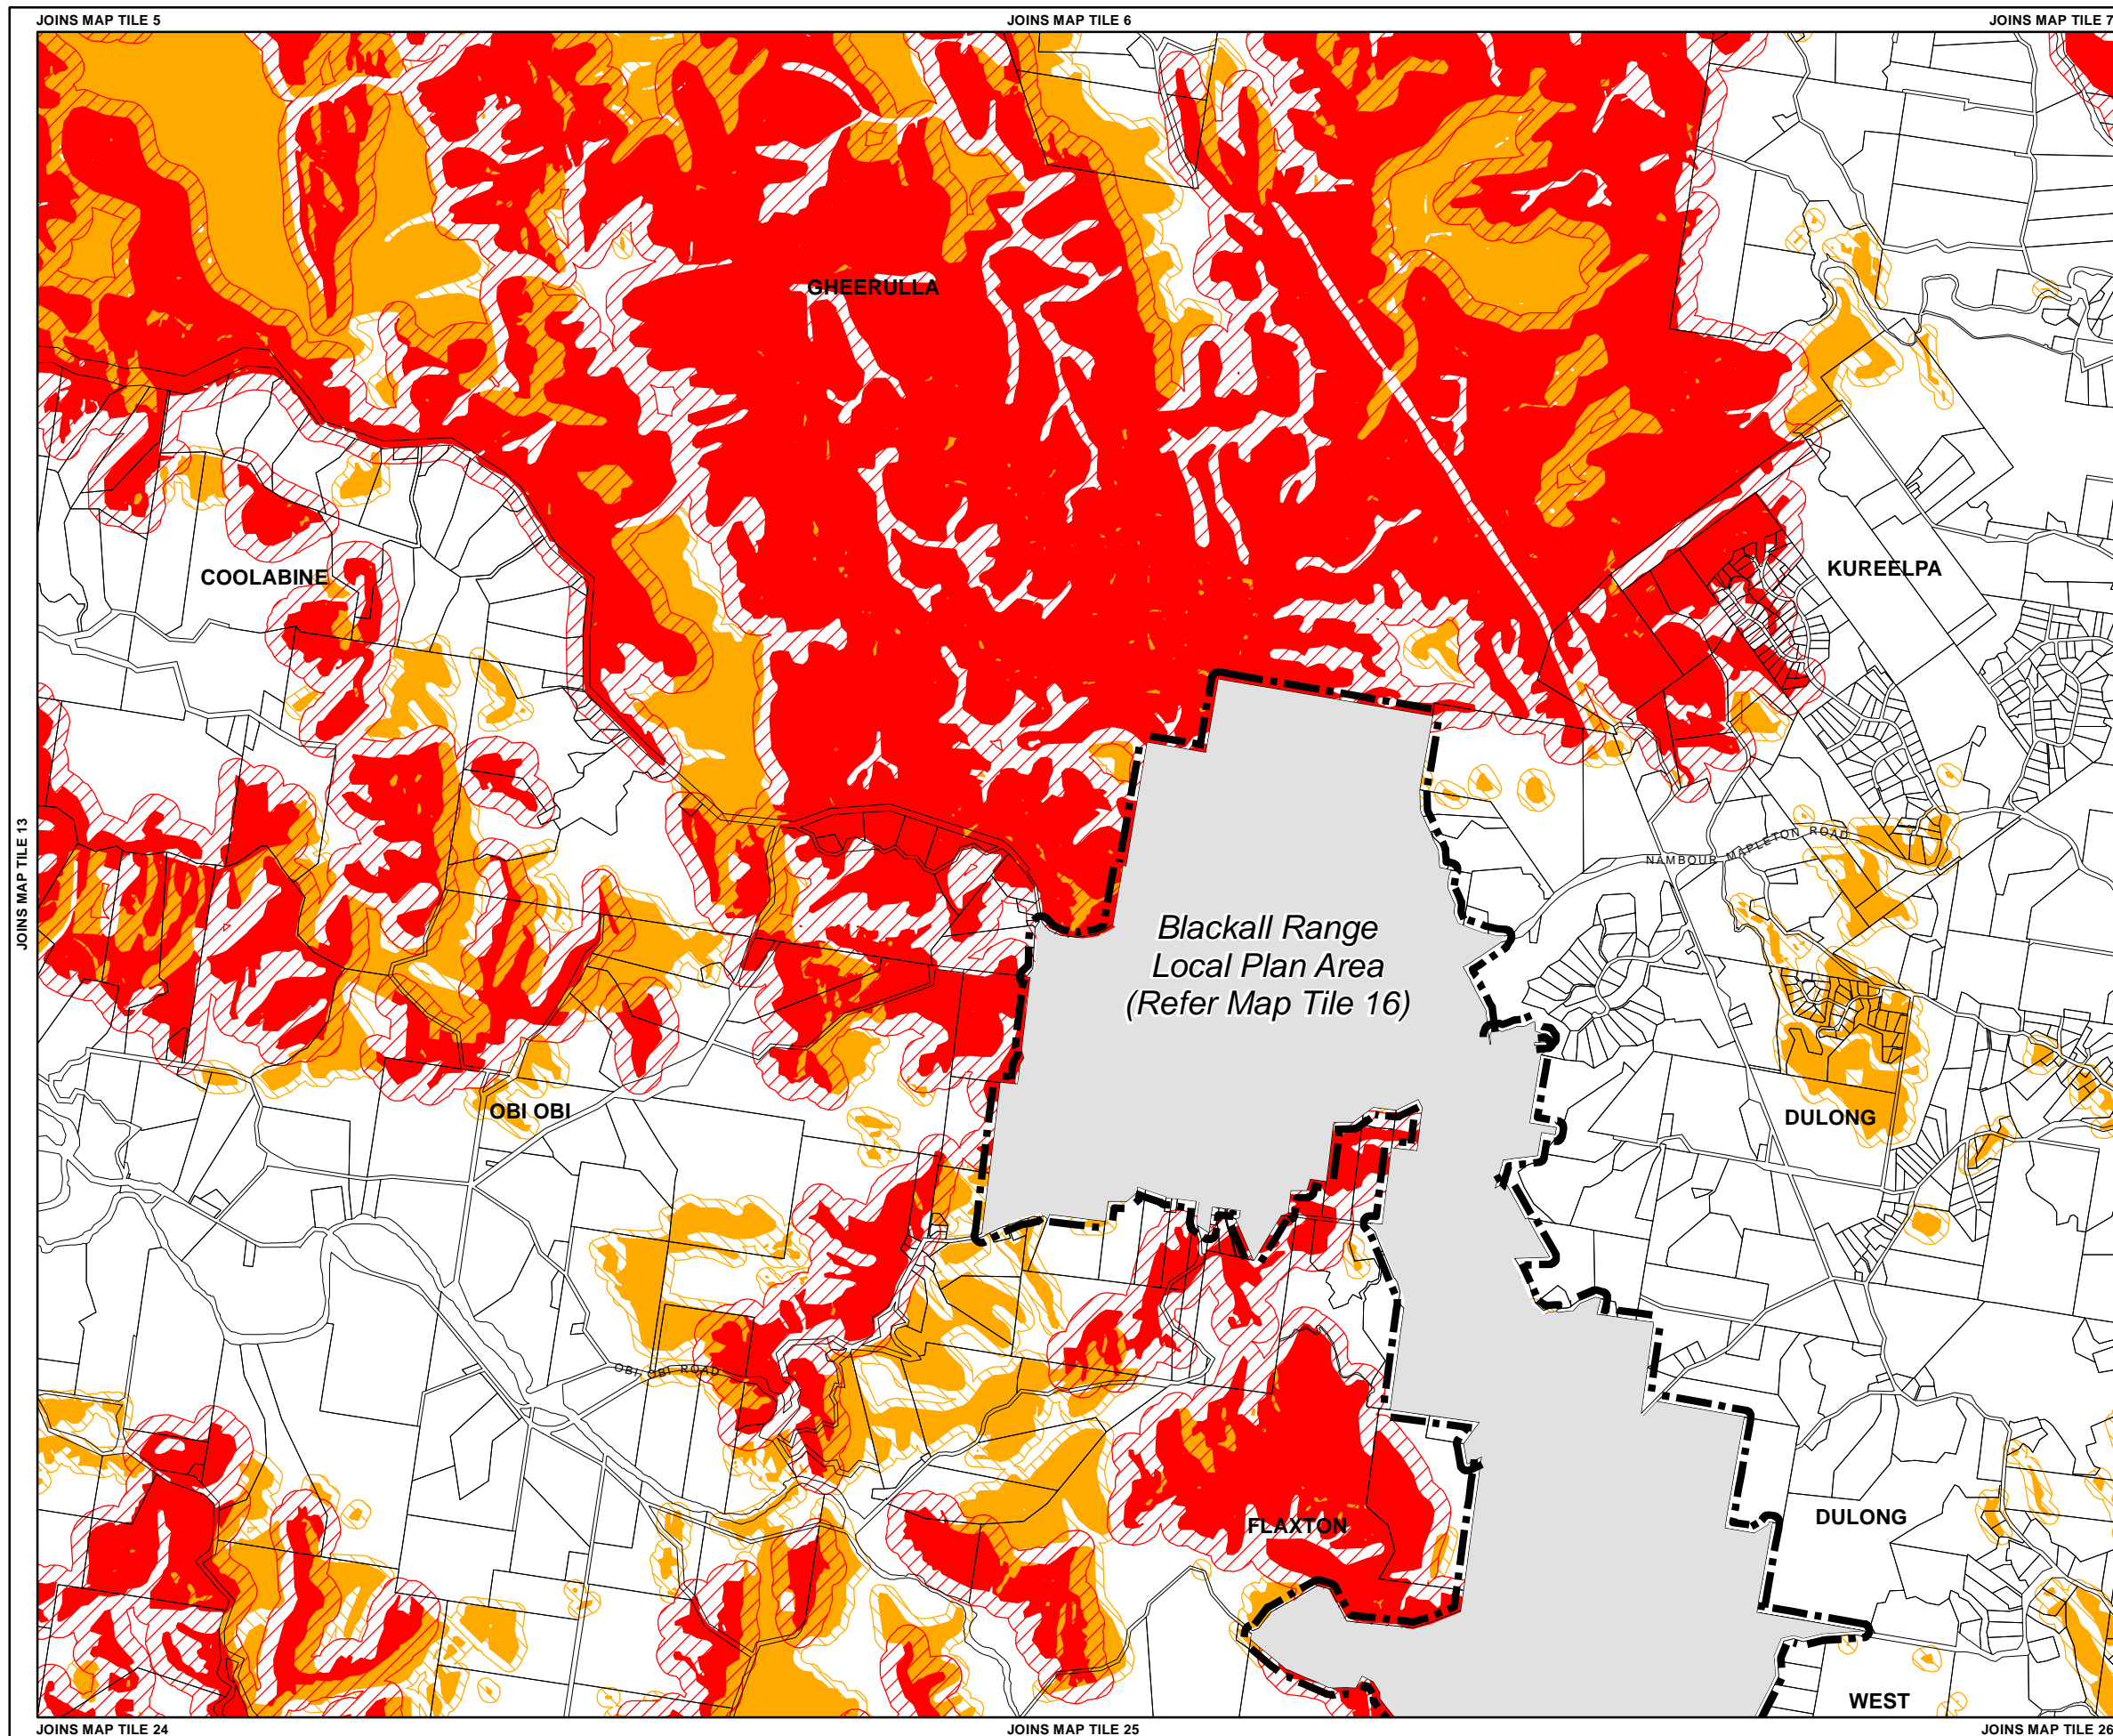 JOINS MAP TILE 5
JOINS MAP TILE 6
JOINS MAP TILE 7
GHEERULLA
COOLABINE
KUREELPA
JOINS MAP TILE 13
NAMBOUR MAPLETON ROAD
Blackall Range
Local Plan Area
(Refer Map Tile 16)
OBI OBI
DULONG
OBI OBI ROAD
FLAXTON
DULONG
WEST
JOINS MAP TILE 24
JOINS MAP TILE 25
JOINS MAP TILE 26